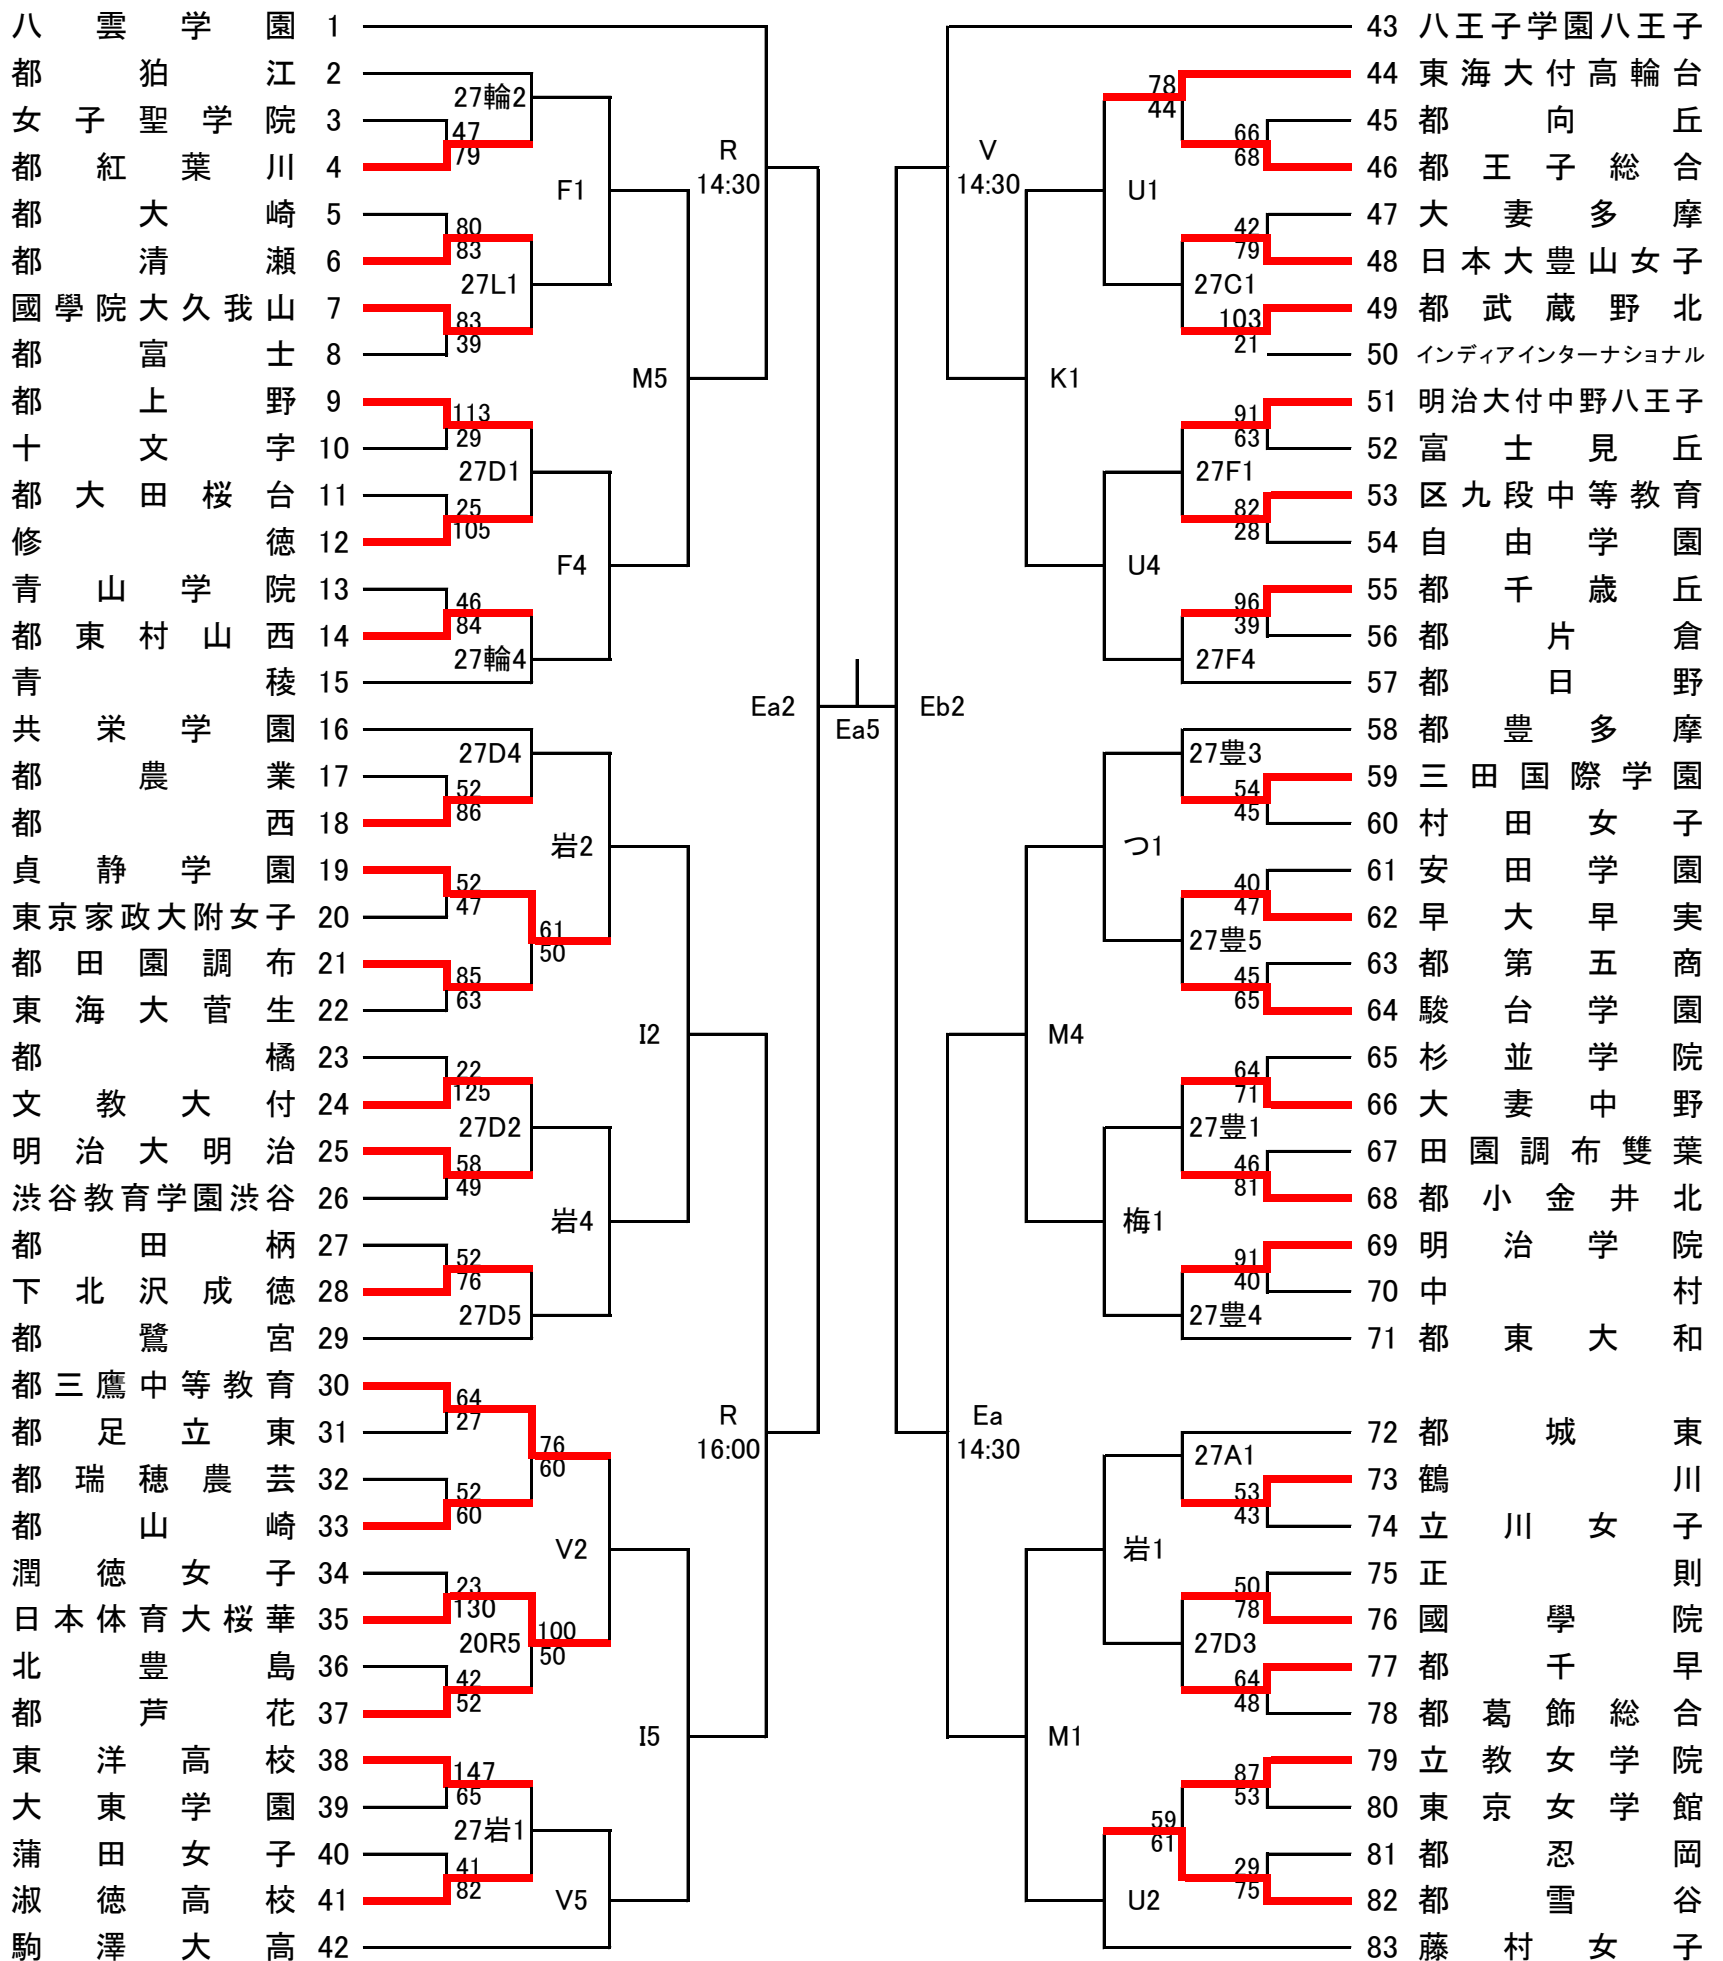 八雲学園 1
都狛江 2
27輪2
女子聖学院 3
47
79
都紅葉川 4
F1
R
14:30
都大崎 5
80
83
都清瀬 6
27L1
國學院大久我山 7
83
39
都富士 8
M5
都上野 9
113
29
十文字 10
27D1
都大田桜台 11
25
105
修徳 12
F4
青山学院 13
46
84
都東村山西 14
27輪4
青稜 15
Ea2
Ea5
Eb2
共栄学園 16
27D4
都農業 17
52
86
都西 18
岩2
貞静学園 19
52
47
東京家政大附女子 20
61
50
都田園調布 21
85
63
東海大菅生 22
I2
都橘 23
22
125
文教大付 24
27D2
明治大明治 25
58
49
渋谷教育学園渋谷 26
岩4
都田柄 27
52
76
下北沢成徳 28
27D5
都鷺宮 29
都三鷹中等教育 30
64
27
都足立東 31
76
60
R
16:00
都瑞穂農芸 32
52
60
都山崎 33
V2
潤徳女子 34
23
130
日本体育大桜華 35
20R5
100
50
北豊島 36
42
52
都芦花 37
I5
東洋高校 38
147
65
大東学園 39
27岩1
蒲田女子 40
41
82
淑徳高校 41
V5
駒澤大高 42
43 八王子学園八王子
44 東海大付高輪台
78
44
45 都向丘
66
68
46 都王子総合
V
14:30
U1
47 大妻多摩
42
79
48 日本大豊山女子
27C1
49 都武蔵野北
103
21
50 インディアインターナショナル
K1
51 明治大付中野八王子
91
63
52 富士見丘
27F1
53 区九段中等教育
82
28
54 自由学園
U4
55 都千歳丘
96
39
56 都片倉
27F4
57 都日野
58 都豊多摩
27豊3
59 三田国際学園
54
45
60 村田女子
つ1
61 安田学園
40
47
62 早大早実
27豊5
63 都第五商
45
65
64 駿台学園
M4
65 杉並学院
64
71
66 大妻中野
27豊1
67 田園調布雙葉
46
81
68 都小金井北
梅1
69 明治学院
91
40
70 中村
27豊4
71 都東大和
Ea
14:30
72 都城東
27A1
73 鶴川
53
43
74 立川女子
岩1
75 正則
50
78
76 國學院
27D3
77 都千早
64
48
78 都葛飾総合
M1
79 立教女学院
87
53
80 東京女学館
59
61
81 都忍岡
29
75
82 都雪谷
U2
83 藤村女子